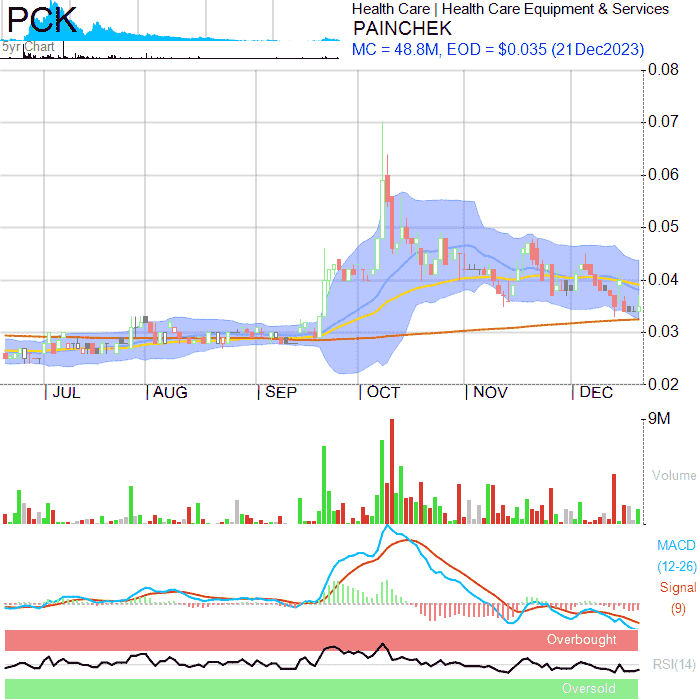 PCK
5yr Chart
Health Care | Health Care Equipment & Services
PAINCHEK
MC = 48.8M, EOD = $0.035 (21Dec2023)
0.08
0.07
0.06
0.05
0.04
0.03
0.02
JUL AUG SEP OCT NOV DEC
9M
Volume
MACD
(12-26)
Signal
(9)
Overbought
RSI(14)
Oversold